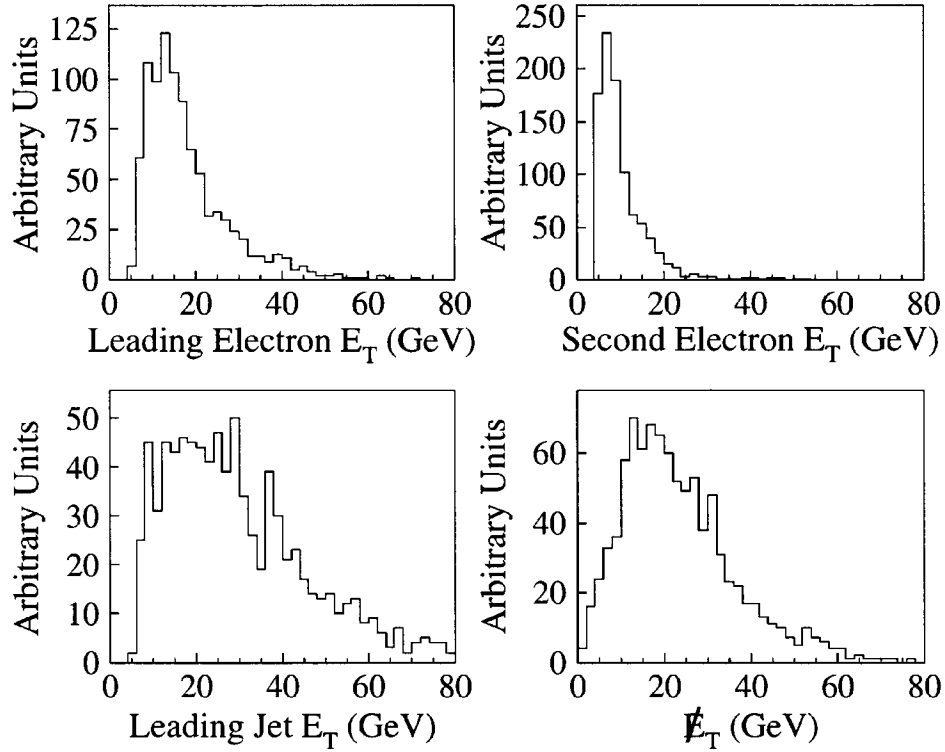 125
100
75
50
25
0
Arbitrary Units
0 20 40 60 80
Leading Electron E_T (GeV)
250
200
150
100
50
0
Arbitrary Units
0 20 40 60 80
Second Electron E_T (GeV)
50
40
30
20
10
0
Arbitrary Units
0 20 40 60 80
Leading Jet E_T (GeV)
60
40
20
0
Arbitrary Units
0 20 40 60 80
E̸_T (GeV)